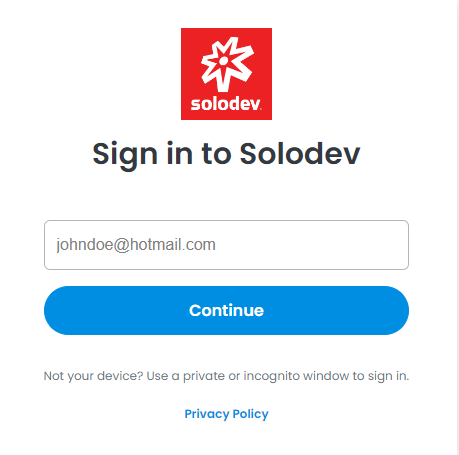 solodev
Sign in to Solodev
johndoe@hotmail.com
Continue
Not your device? Use a private or incognito window to sign in.
Privacy Policy